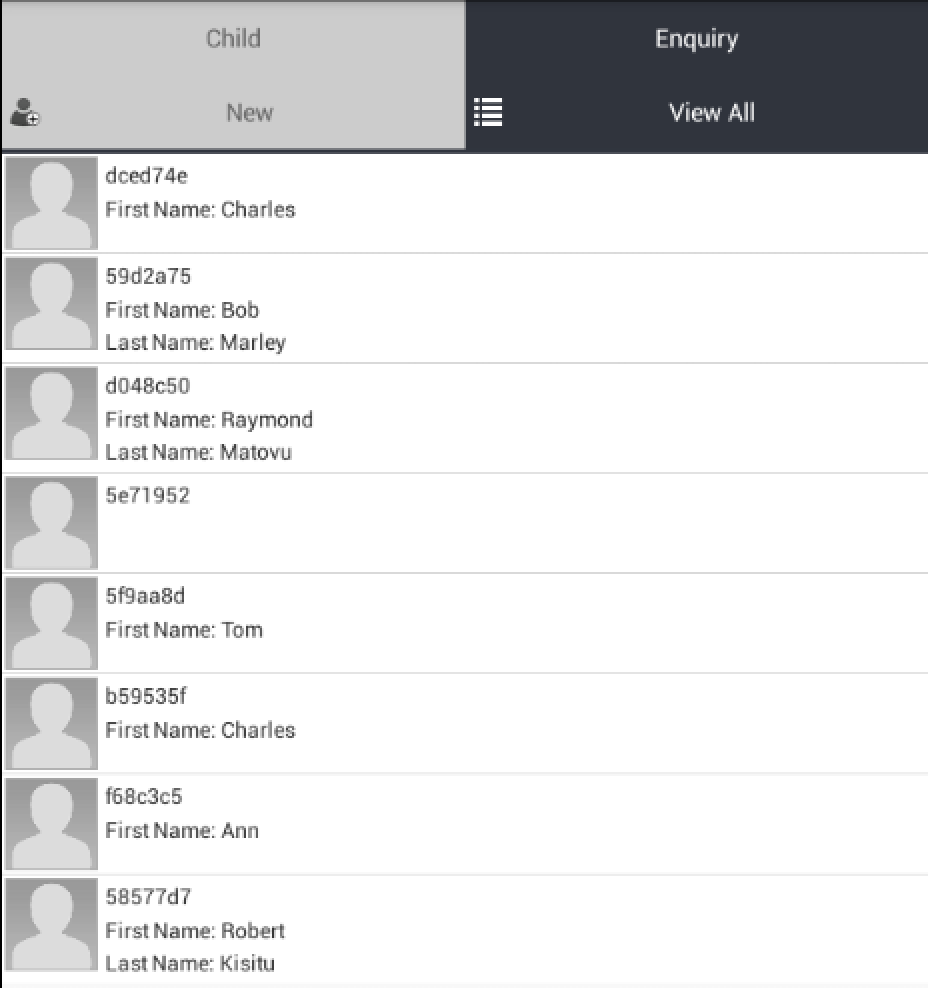 Child
Enquiry
New
View All
dced74e
First Name: Charles
59d2a75
First Name: Bob
Last Name: Marley
d048c50
First Name: Raymond
Last Name: Matovu
5e71952
5f9aa8d
First Name: Tom
b59535f
First Name: Charles
f68c3c5
First Name: Ann
58577d7
First Name: Robert
Last Name: Kisitu